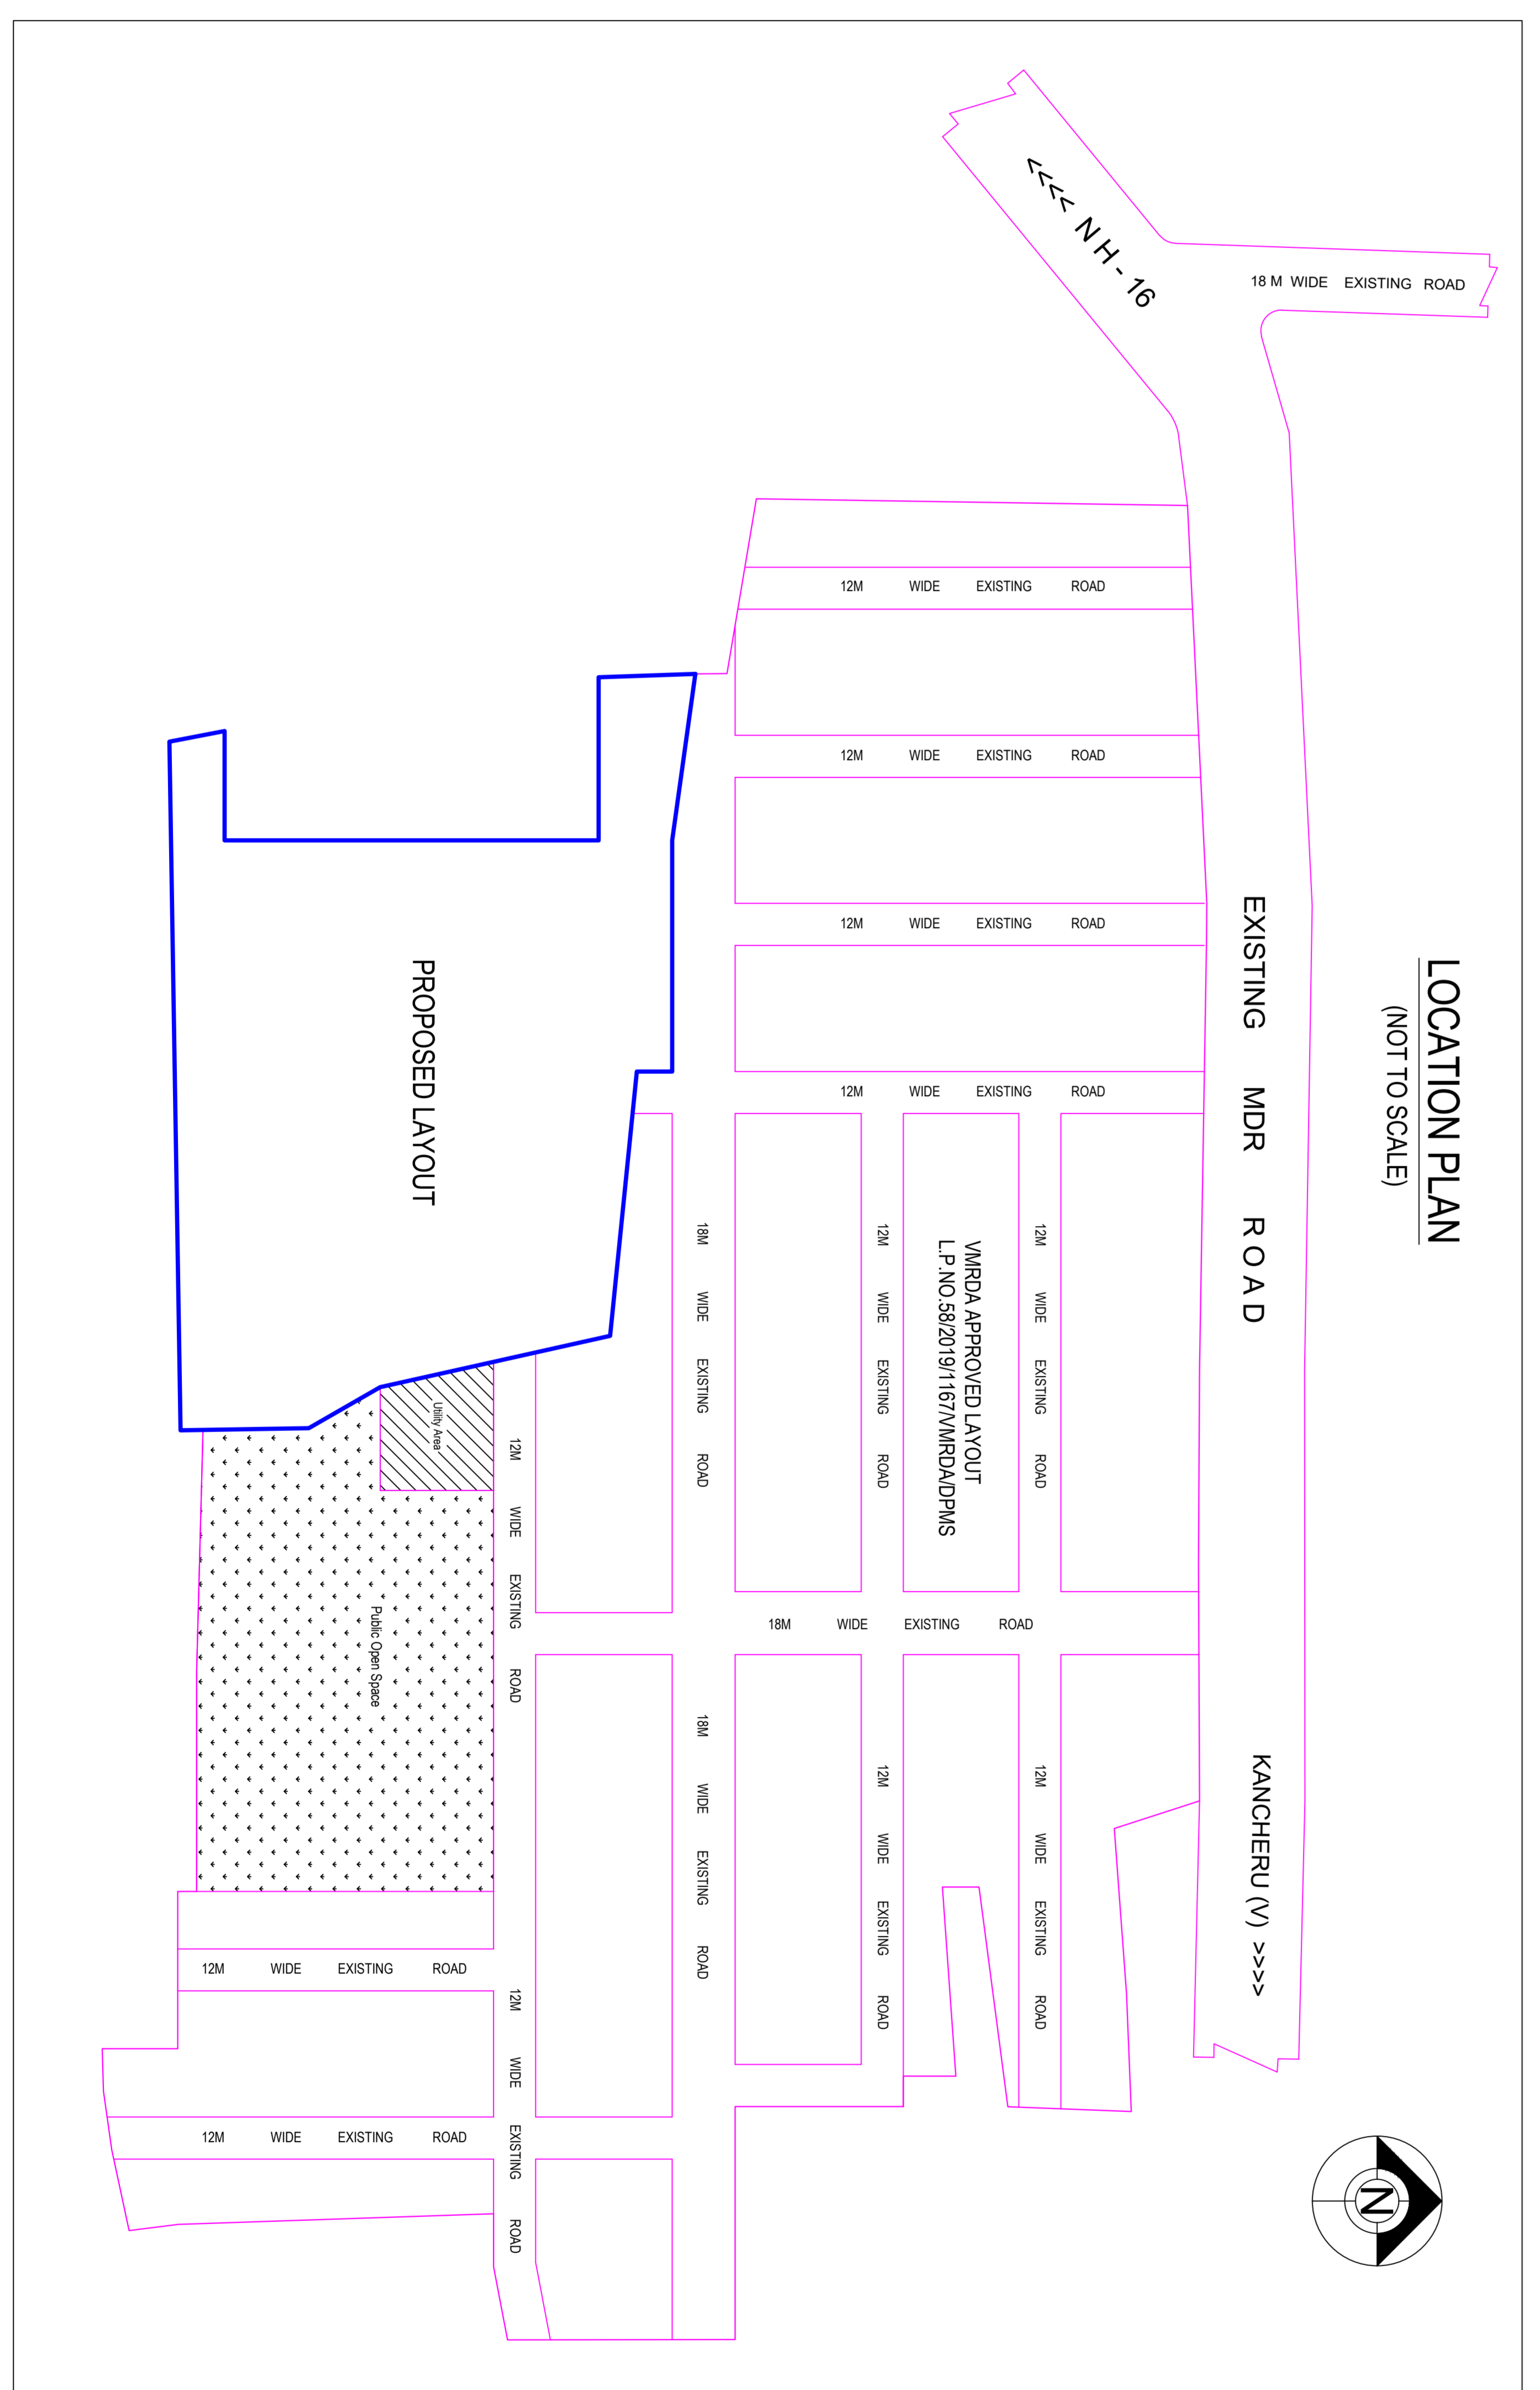 LOCATION PLAN
(NOT TO SCALE)
<<<< N H - 16
18 M WIDE EXISTING ROAD
EXISTING MDR R O A D
KANCHERU (V) >>>>
12M WIDE EXISTING ROAD
12M WIDE EXISTING ROAD
12M WIDE EXISTING ROAD
12M WIDE EXISTING ROAD
12M WIDE EXISTING ROAD
12M WIDE EXISTING ROAD
VMRDA APPROVED LAYOUT
L.P.NO.58/2019/1167/VMRDA/DPMS
12M WIDE EXISTING ROAD
12M WIDE EXISTING ROAD
18M WIDE EXISTING ROAD
18M WIDE EXISTING ROAD
18M WIDE EXISTING ROAD
PROPOSED LAYOUT
Utility Area
12M WIDE EXISTING ROAD
Public Open Space
12M WIDE EXISTING ROAD
12M WIDE EXISTING ROAD
12M WIDE EXISTING ROAD
N